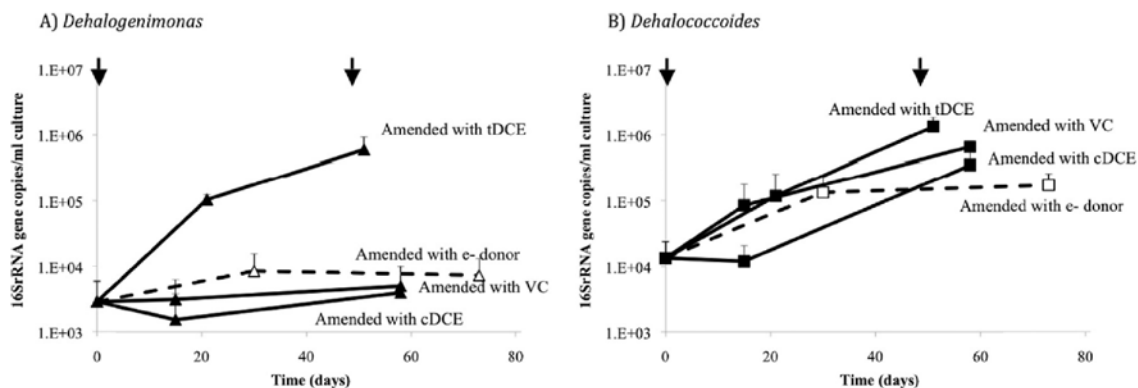 A) Dehalogenimonas
16SrRNA gene copies/ml culture
1.E+07
1.E+06
1.E+05
1.E+04
1.E+03
Amended with tDCE
Amended with e- donor
Amended with VC
Amended with cDCE
0 20 40 60 80
Time (days)
B) Dehalococcoides
16SrRNA gene copies/ml culture
1.E+07
1.E+06
1.E+05
1.E+04
1.E+03
Amended with tDCE
Amended with VC
Amended with cDCE
Amended with e- donor
0 20 40 60 80
Time (days)